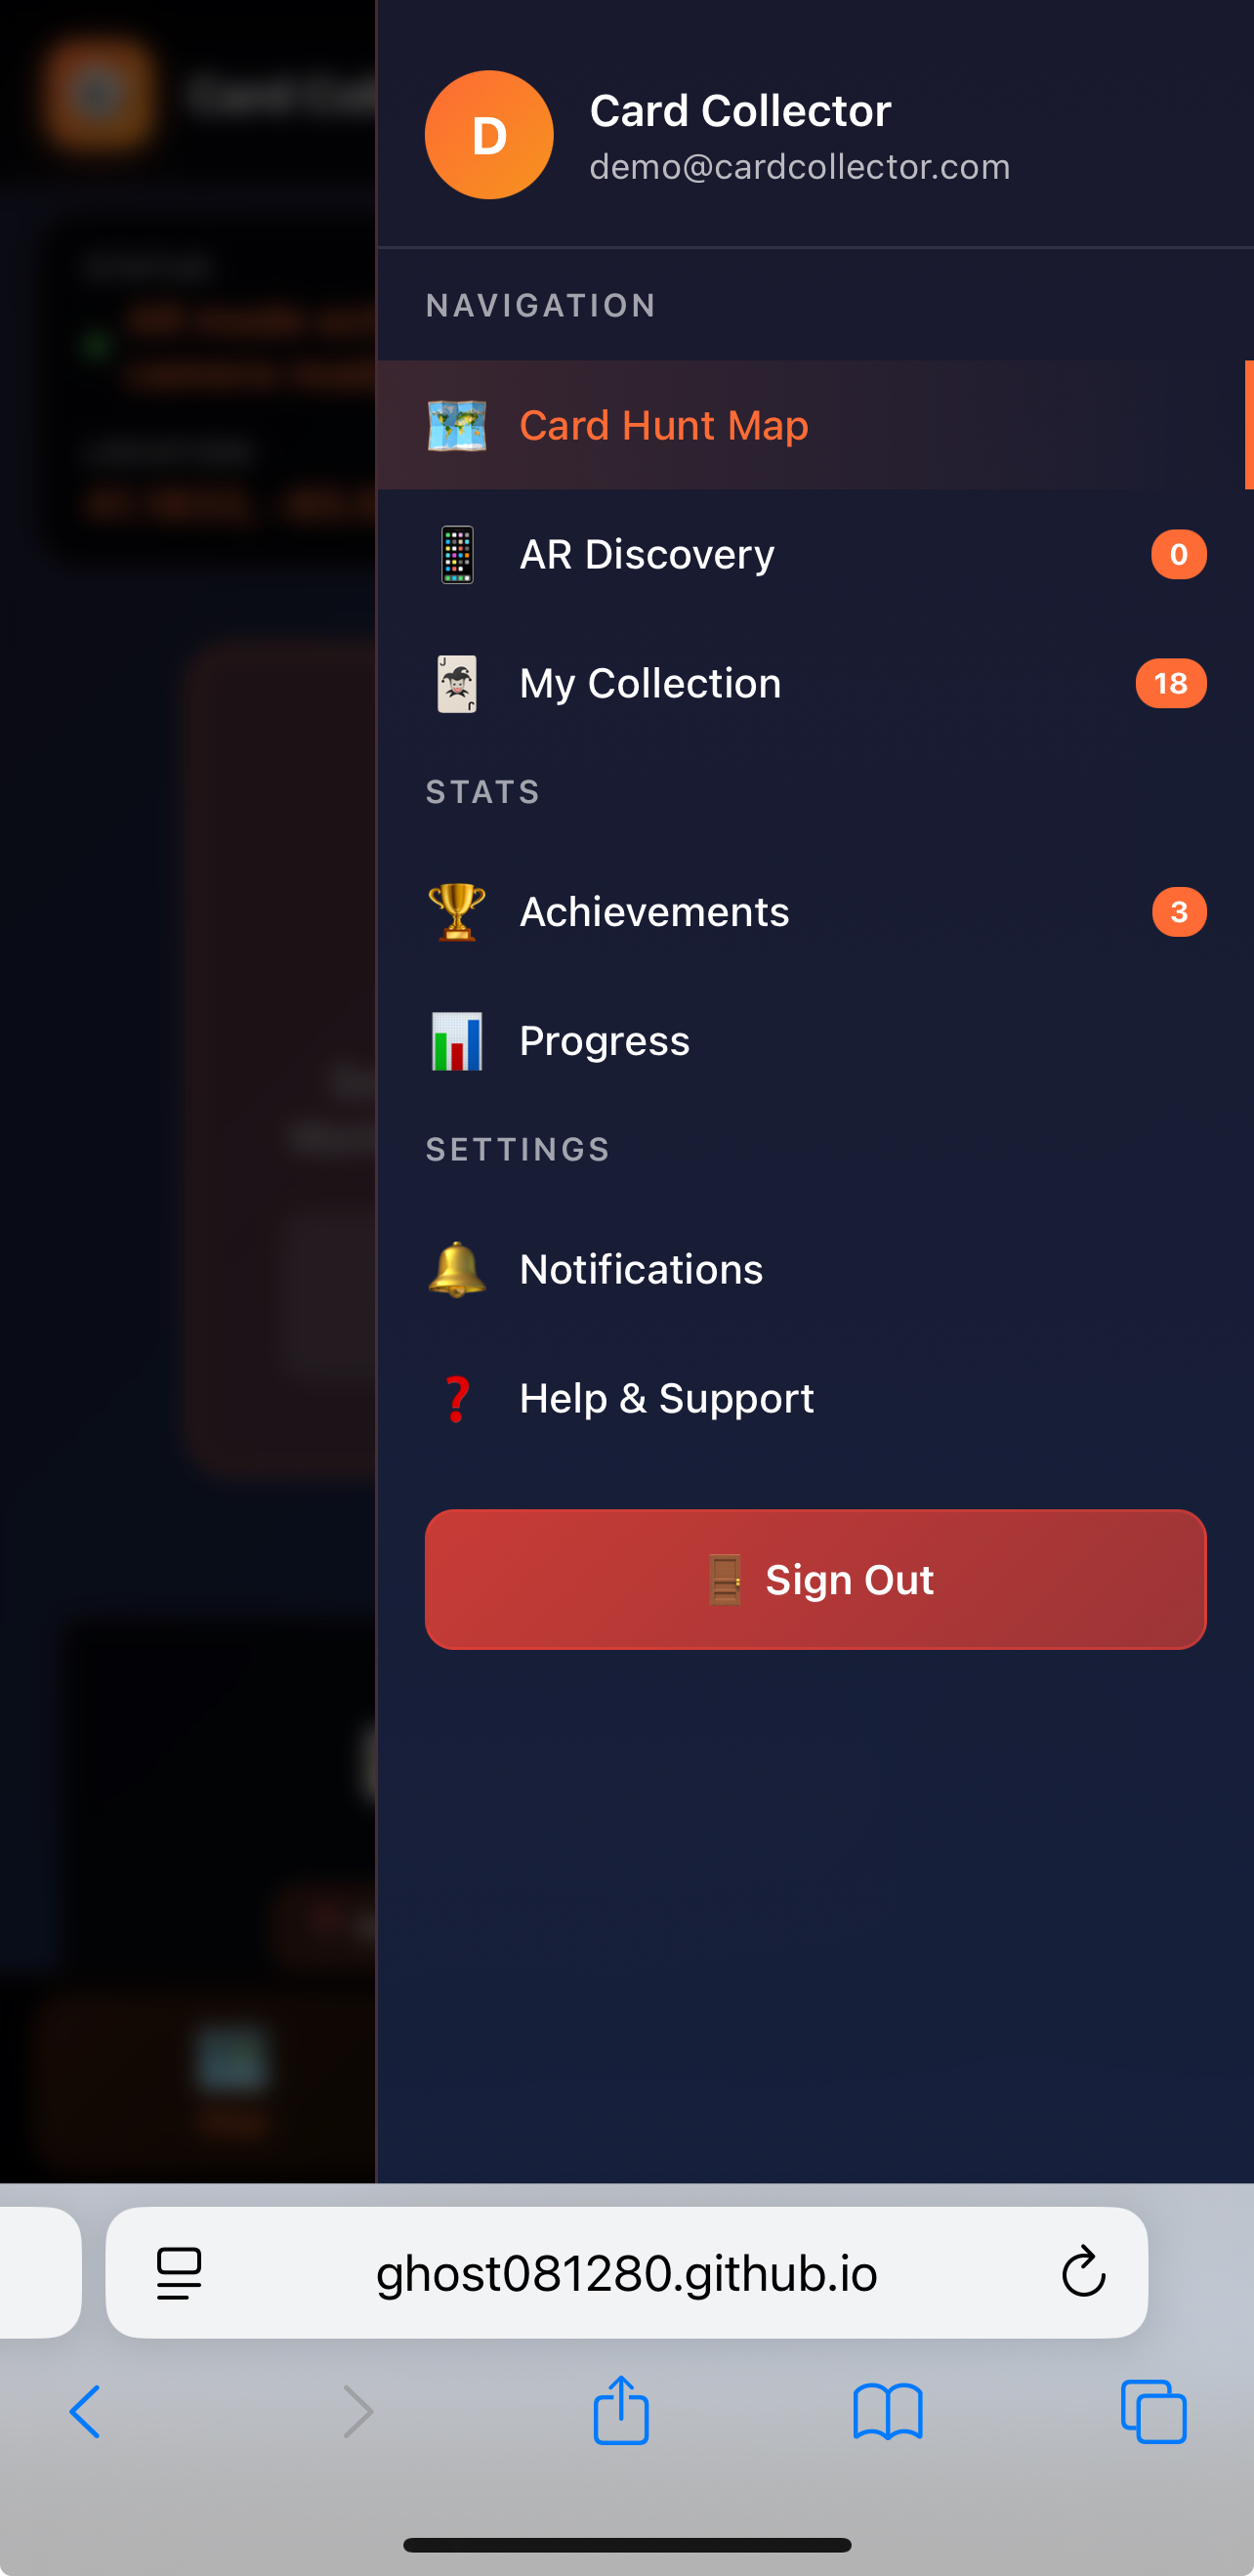 D
Card Collector
demo@cardcollector.com
NAVIGATION
Card Hunt Map
AR Discovery
0
My Collection
18
STATS
Achievements
3
Progress
SETTINGS
Notifications
Help & Support
Sign Out
ghost081280.github.io